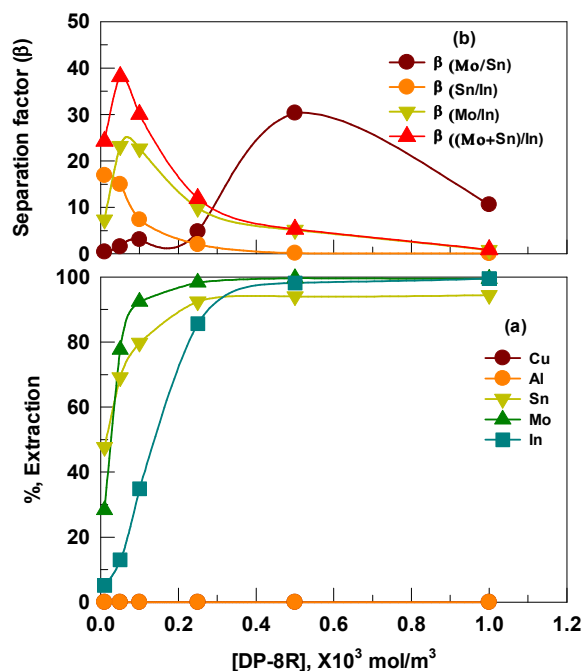 50
40
30
20
10
0
Separation factor (β)
(b)
β (Mo/Sn)
β (Sn/In)
β (Mo/In)
β ((Mo+Sn)/In)
100
80
60
40
20
0
%, Extraction
(a)
Cu
Al
Sn
Mo
In
0.0 0.2 0.4 0.6 0.8 1.0 1.2
[DP-8R], X10³ mol/m³